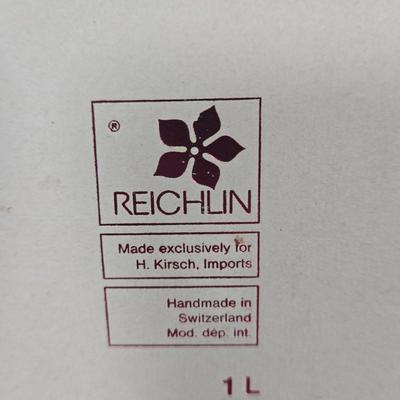 ®
REICHLIN
Made exclusively for
H. Kirsch, Imports
Handmade in
Switzerland
Mod. dép. int.
1 L